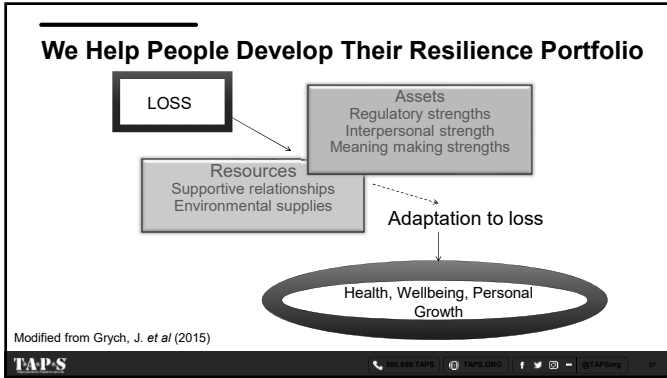 We Help People Develop Their Resilience Portfolio
LOSS
Assets
Regulatory strengths
Interpersonal strength
Meaning making strengths
Resources
Supportive relationships
Environmental supplies
Adaptation to loss
Health, Wellbeing, Personal
Growth
Modified from Grych, J. et al (2015)
T·A·P·S
800.959.TAPS
TAPS.ORG
@TAPSorg